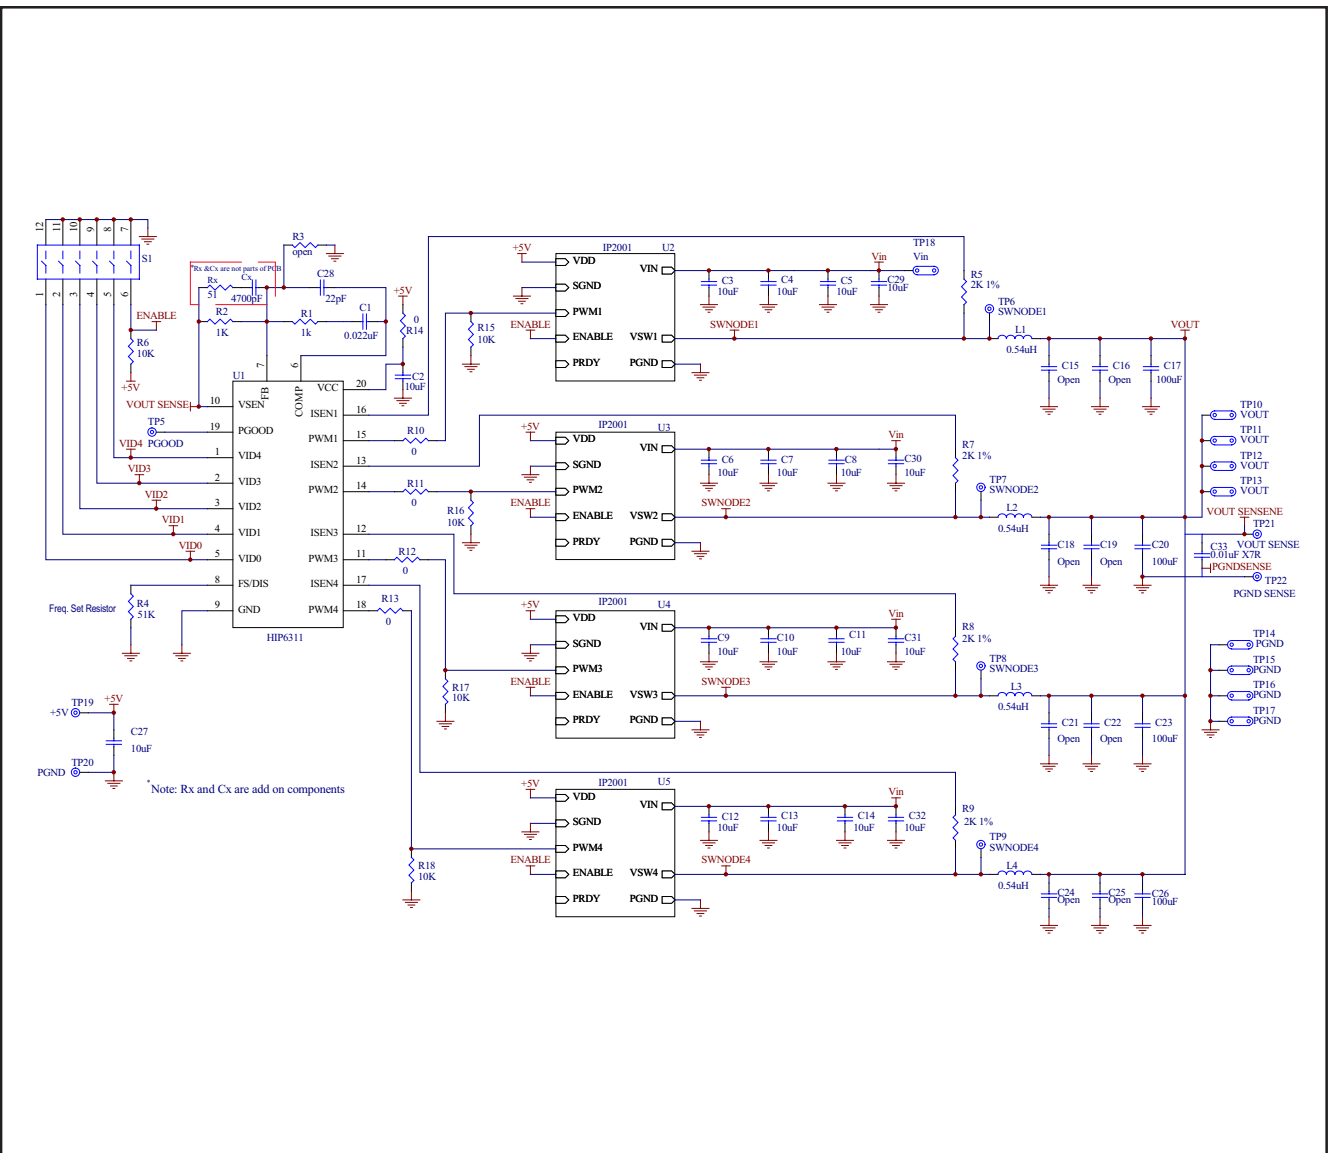 12 11 10 9 8 7
S1
1 2 3 4 5 6
*Rx &Cx are not parts of PCB
Rx
51
Cx
4700pF
R3
open
C28
22pF
R2
1K
R1
1k
C1
0.022uF
+5V
0
R14
C2
10uF
ENABLE
R6
10K
+5V
VOUT SENSE
TP5
PGOOD
VID4
VID3
VID2
VID1
VID0
Freq. Set Resistor
R4
51K
U1
7
6
FB
COMP
10 VSEN
19 PGOOD
1 VID4
2 VID3
3 VID2
4 VID1
5 VID0
8 FS/DIS
9 GND
VCC 20
ISEN1 16
PWM1 15
ISEN2 13
PWM2 14
ISEN3 12
PWM3 11
ISEN4 17
PWM4 18
HIP6311
R10
0
R11
0
R12
0
R13
0
R15
10K
R16
10K
R17
10K
R18
10K
TP19
+5V
+5V
C27
10uF
TP20
PGND
*Note: Rx and Cx are add on components
+5V
ENABLE
IP2001 U2
VDD
SGND
PWM1
ENABLE
PRDY
VIN
VSW1
PGND
C3
10uF
C4
10uF
C5
10uF
C29
10uF
Vin
TP18
Vin
SWNODE1
R5
2K 1%
TP6
SWNODE1
L1
0.54uH
C15
Open
C16
Open
C17
100uF
VOUT
+5V
ENABLE
IP2001 U3
VDD
SGND
PWM2
ENABLE
PRDY
VIN
VSW2
PGND
C6
10uF
C7
10uF
C8
10uF
C30
10uF
Vin
SWNODE2
R7
2K 1%
TP7
SWNODE2
L2
0.54uH
C18
Open
C19
Open
C20
100uF
TP10
VOUT
TP11
VOUT
TP12
VOUT
TP13
VOUT
VOUT SENSENE
TP21
VOUT SENSE
C33
0.01uF X7R
PGNDSENSE
TP22
PGND SENSE
+5V
ENABLE
IP2001 U4
VDD
SGND
PWM3
ENABLE
PRDY
VIN
VSW3
PGND
C9
10uF
C10
10uF
C11
10uF
C31
10uF
Vin
SWNODE3
R8
2K 1%
TP8
SWNODE3
L3
0.54uH
C21
Open
C22
Open
C23
100uF
TP14
PGND
TP15
PGND
TP16
PGND
TP17
PGND
+5V
ENABLE
IP2001 U5
VDD
SGND
PWM4
ENABLE
PRDY
VIN
VSW4
PGND
C12
10uF
C13
10uF
C14
10uF
C32
10uF
Vin
SWNODE4
R9
2K 1%
TP9
SWNODE4
L4
0.54uH
C24
Open
C25
Open
C26
100uF